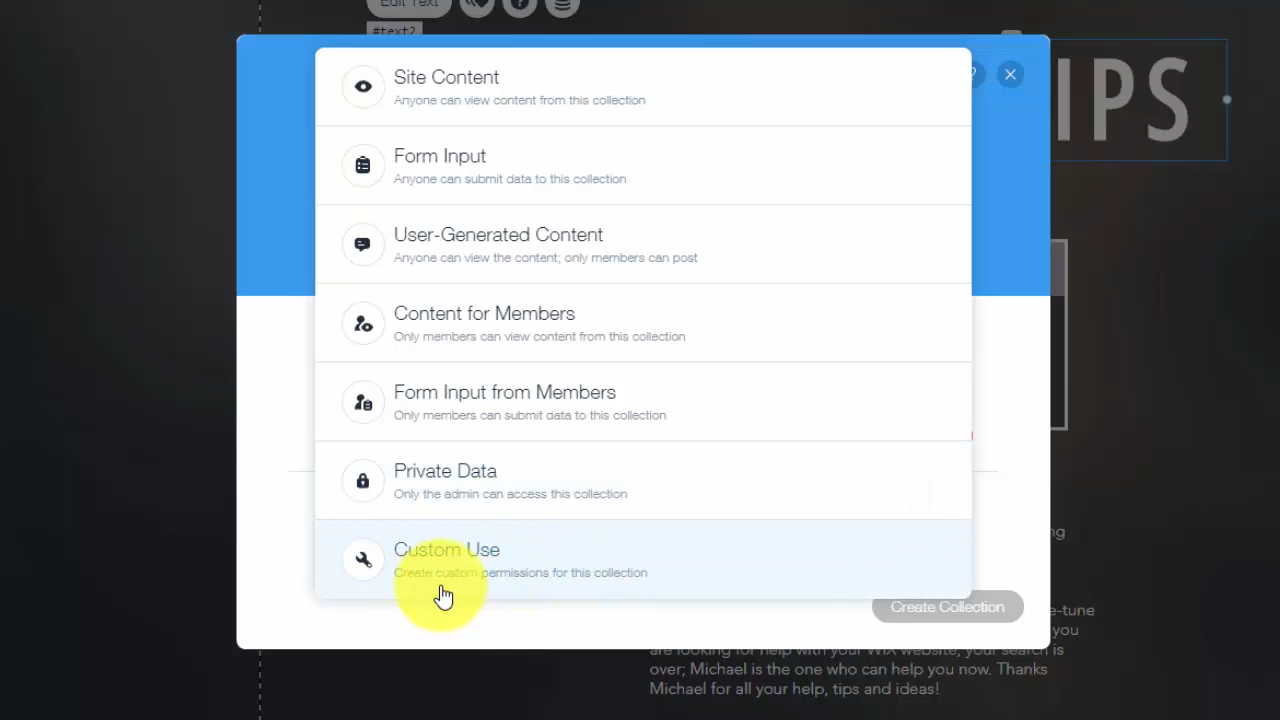 Edit Text
?
#text2
?
IPS
Site Content
Anyone can view content from this collection
Form Input
Anyone can submit data to this collection
User-Generated Content
Anyone can view the content; only members can post
Content for Members
Only members can view content from this collection
Form Input from Members
Only members can submit data to this collection
Private Data
Only the admin can access this collection
Custom Use
Create custom permissions for this collection
Create Collection
ng
e-tune
you
are looking for help with your WIX website, your search is
over; Michael is the one who can help you now. Thanks
Michael for all your help, tips and ideas!